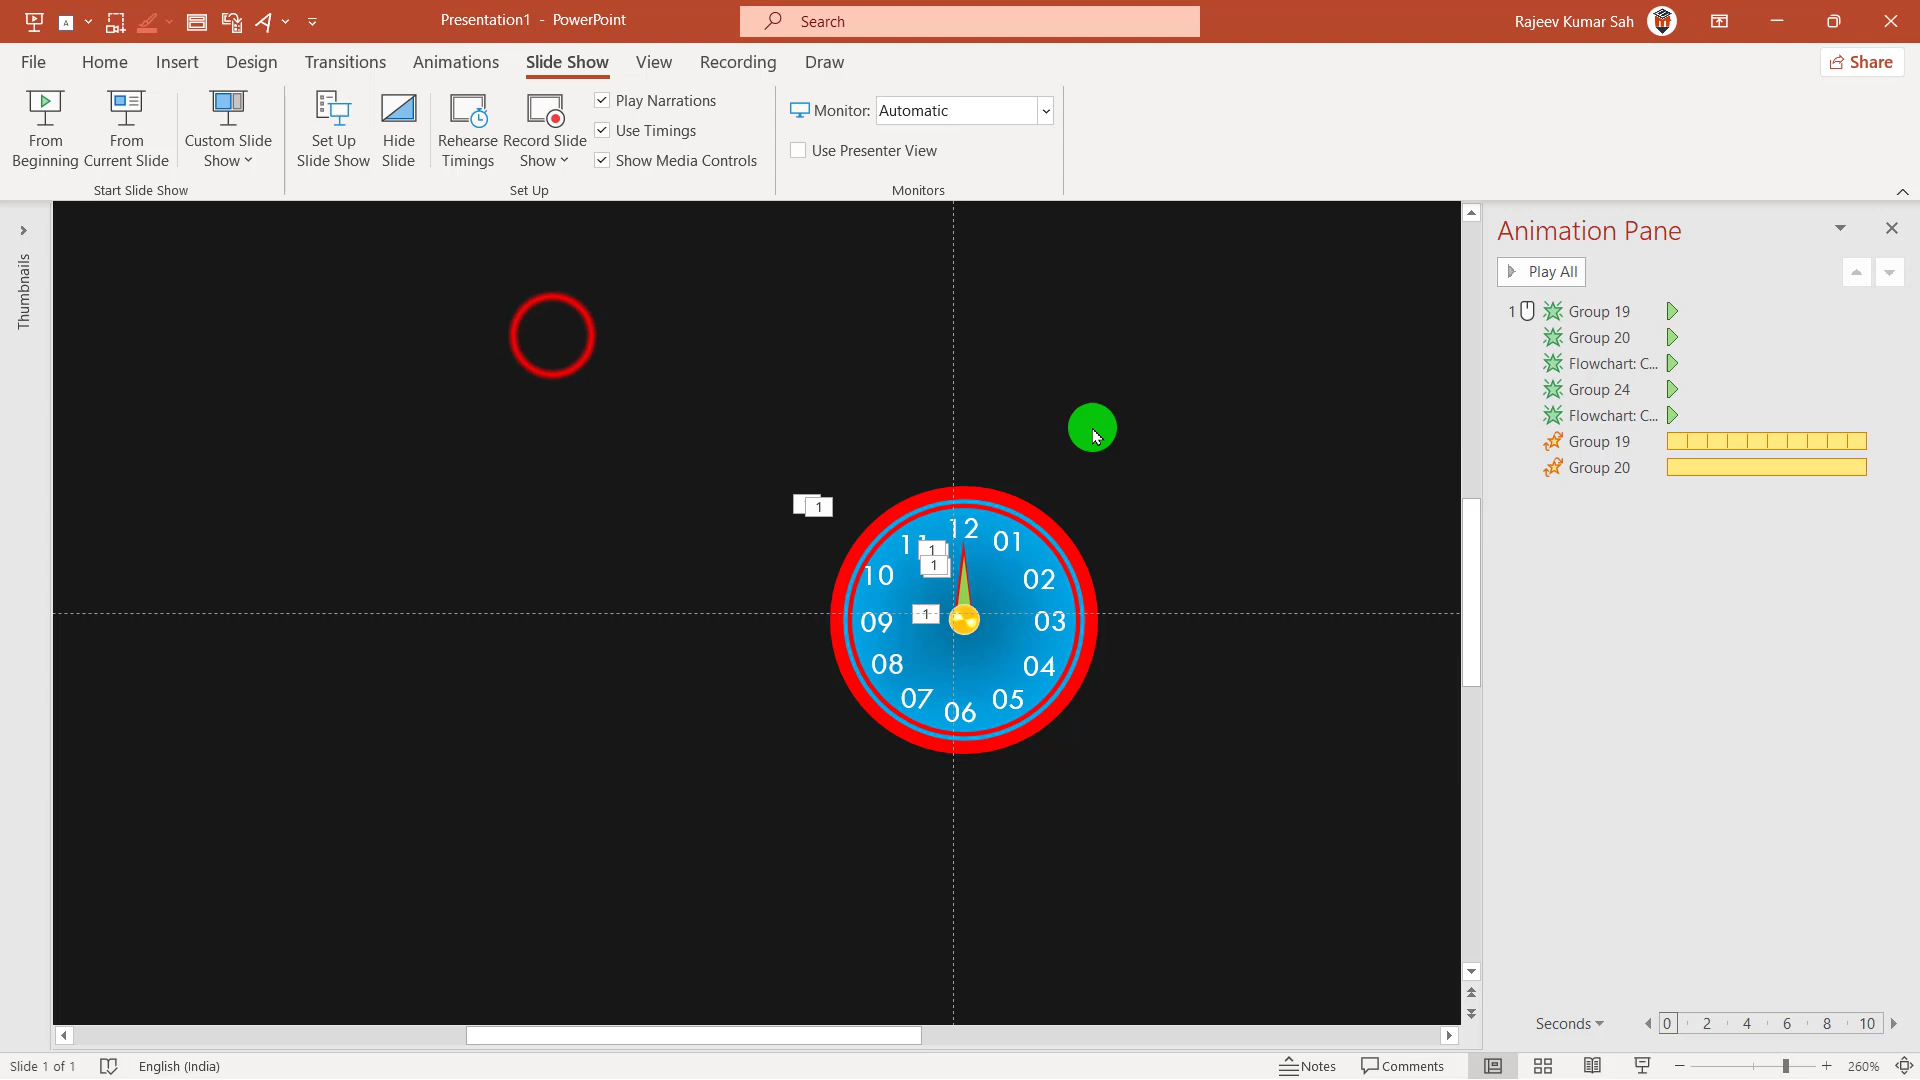 Presentation1 - PowerPoint
Search
Rajeev Kumar Sah
File Home Insert Design Transitions Animations Slide Show View Recording Draw
Share
From Beginning
From Current Slide
Custom Slide Show
Set Up Slide Show
Hide Slide
Rehearse Timings
Record Slide Show
Play Narrations
Use Timings
Show Media Controls
Monitor: Automatic
Use Presenter View
Start Slide Show
Set Up
Monitors
Thumbnails
1
12
01
02
03
04
05
06
07
08
09
10
11
1
1
1
Animation Pane
Play All
1 Group 19
Group 20
Flowchart: C...
Group 24
Flowchart: C...
Group 19
Group 20
Seconds 0 2 4 6 8 10
Slide 1 of 1 English (India) Notes Comments 260%